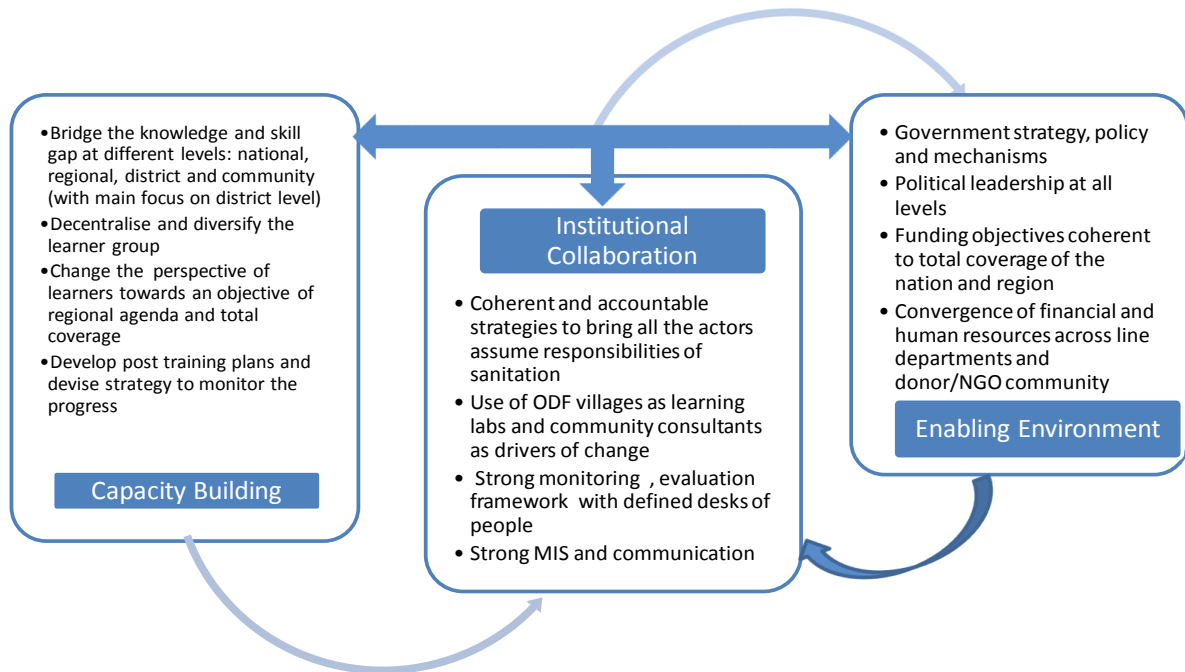 •Bridge the knowledge and skill
gap at different levels: national,
regional, district and community
(with main focus on district level)
•Decentralise and diversify the
learner group
•Change the perspective of
learners towards an objective of
regional agenda and total
coverage
•Develop post training plans and
devise strategy to monitor the
progress
Capacity Building
Institutional
Collaboration
• Coherent and accountable
strategies to bring all the actors
assume responsibilities of
sanitation
• Use of ODF villages as learning
labs and community consultants
as drivers of change
• Strong monitoring , evaluation
framework with defined desks of
people
• Strong MIS and communication
• Government strategy, policy
and mechanisms
• Political leadership at all
levels
• Funding objectives coherent
to total coverage of the
nation and region
• Convergence of financial and
human resources across line
departments and
donor/NGO community
Enabling Environment